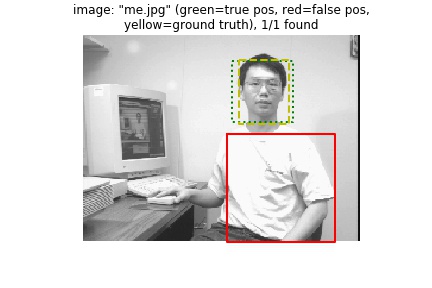 image: "me.jpg" (green=true pos, red=false pos,
yellow=ground truth), 1/1 found